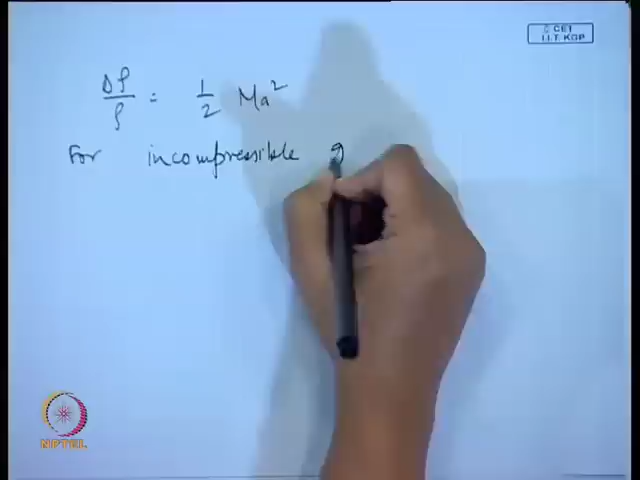 © CET
I.I.T. KGP
Δρ/ρ = 1/2 Ma²
For incompressible g
NPTEL